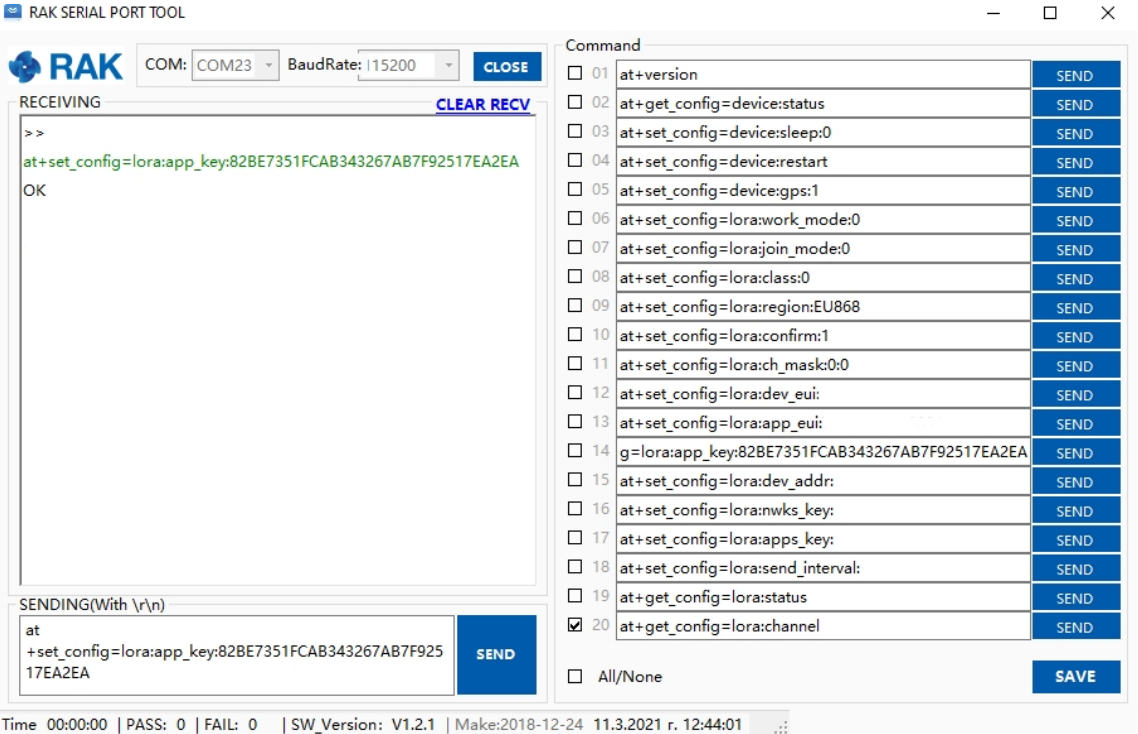 RAK SERIAL PORT TOOL
RAK COM: COM23 BaudRate: 115200 CLOSE
RECEIVING CLEAR RECV
>>
at+set_config=lora:app_key:82BE7351FCAB343267AB7F92517EA2EA
OK
SENDING(With \r\n)
at
+set_config=lora:app_key:82BE7351FCAB343267AB7F925
17EA2EA
SEND
Command
01 at+version SEND
02 at+get_config=device:status SEND
03 at+set_config=device:sleep:0 SEND
04 at+set_config=device:restart SEND
05 at+set_config=device:gps:1 SEND
06 at+set_config=lora:work_mode:0 SEND
07 at+set_config=lora:join_mode:0 SEND
08 at+set_config=lora:class:0 SEND
09 at+set_config=lora:region:EU868 SEND
10 at+set_config=lora:confirm:1 SEND
11 at+set_config=lora:ch_mask:0:0 SEND
12 at+set_config=lora:dev_eui: SEND
13 at+set_config=lora:app_eui: SEND
14 g=lora:app_key:82BE7351FCAB343267AB7F92517EA2EA SEND
15 at+set_config=lora:dev_addr: SEND
16 at+set_config=lora:nwks_key: SEND
17 at+set_config=lora:apps_key: SEND
18 at+set_config=lora:send_interval: SEND
19 at+get_config=lora:status SEND
20 at+get_config=lora:channel SEND
All/None SAVE
Time 00:00:00 | PASS: 0 | FAIL: 0 | SW_Version: V1.2.1 | Make:2018-12-24 11.3.2021 г. 12:44:01